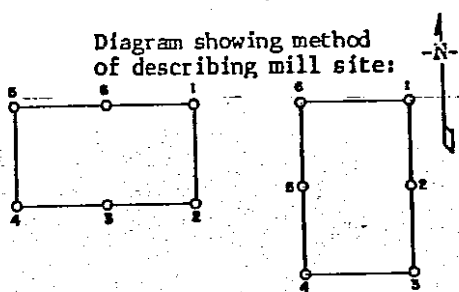 Diagram showing method
of describing mill site:
-N-
5 6 1
4 3 2
6 1
5 2
4 3